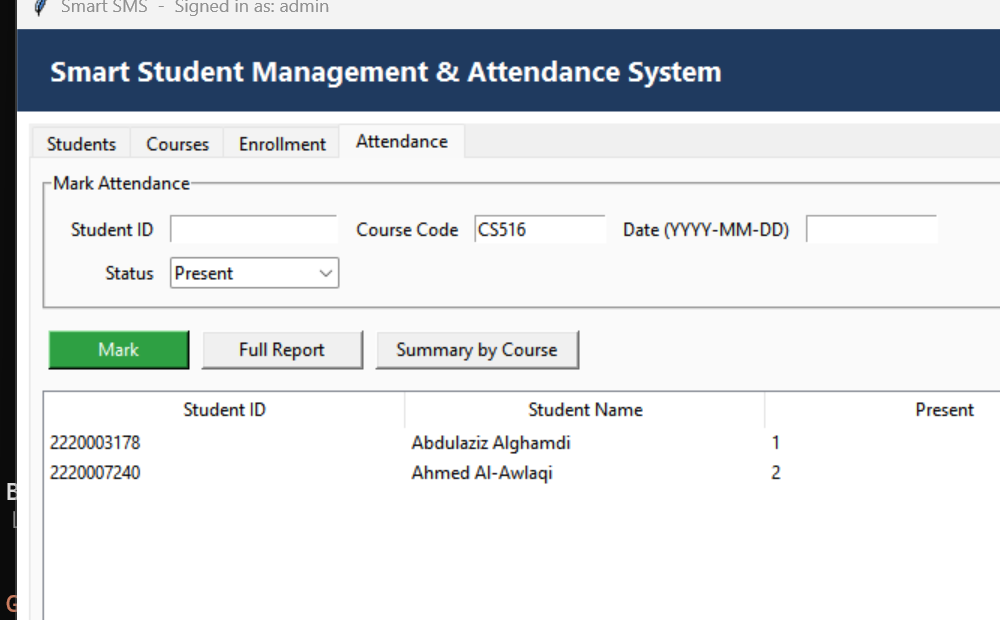 Smart SMS - Signed in as: admin
Smart Student Management & Attendance System
Students Courses Enrollment Attendance
Mark Attendance
Student ID Course Code CS516 Date (YYYY-MM-DD)
Status Present
Mark Full Report Summary by Course
Student ID Student Name Present
2220003178 Abdulaziz Alghamdi 1
2220007240 Ahmed Al-Awlaqi 2